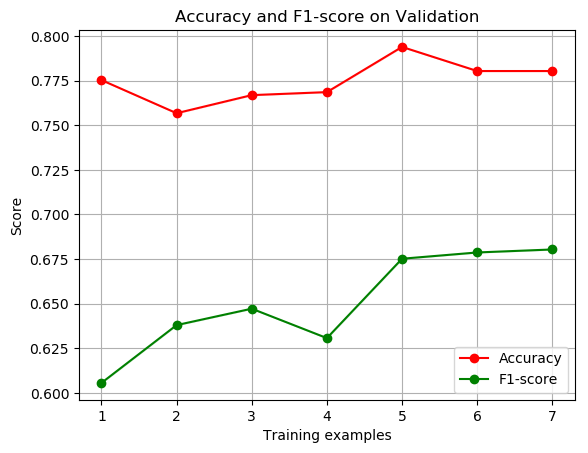 Accuracy and F1-score on Validation
0.800
0.775
0.750
0.725
0.700
0.675
0.650
0.625
0.600
Score
Accuracy
F1-score
1 2 3 4 5 6 7
Training examples